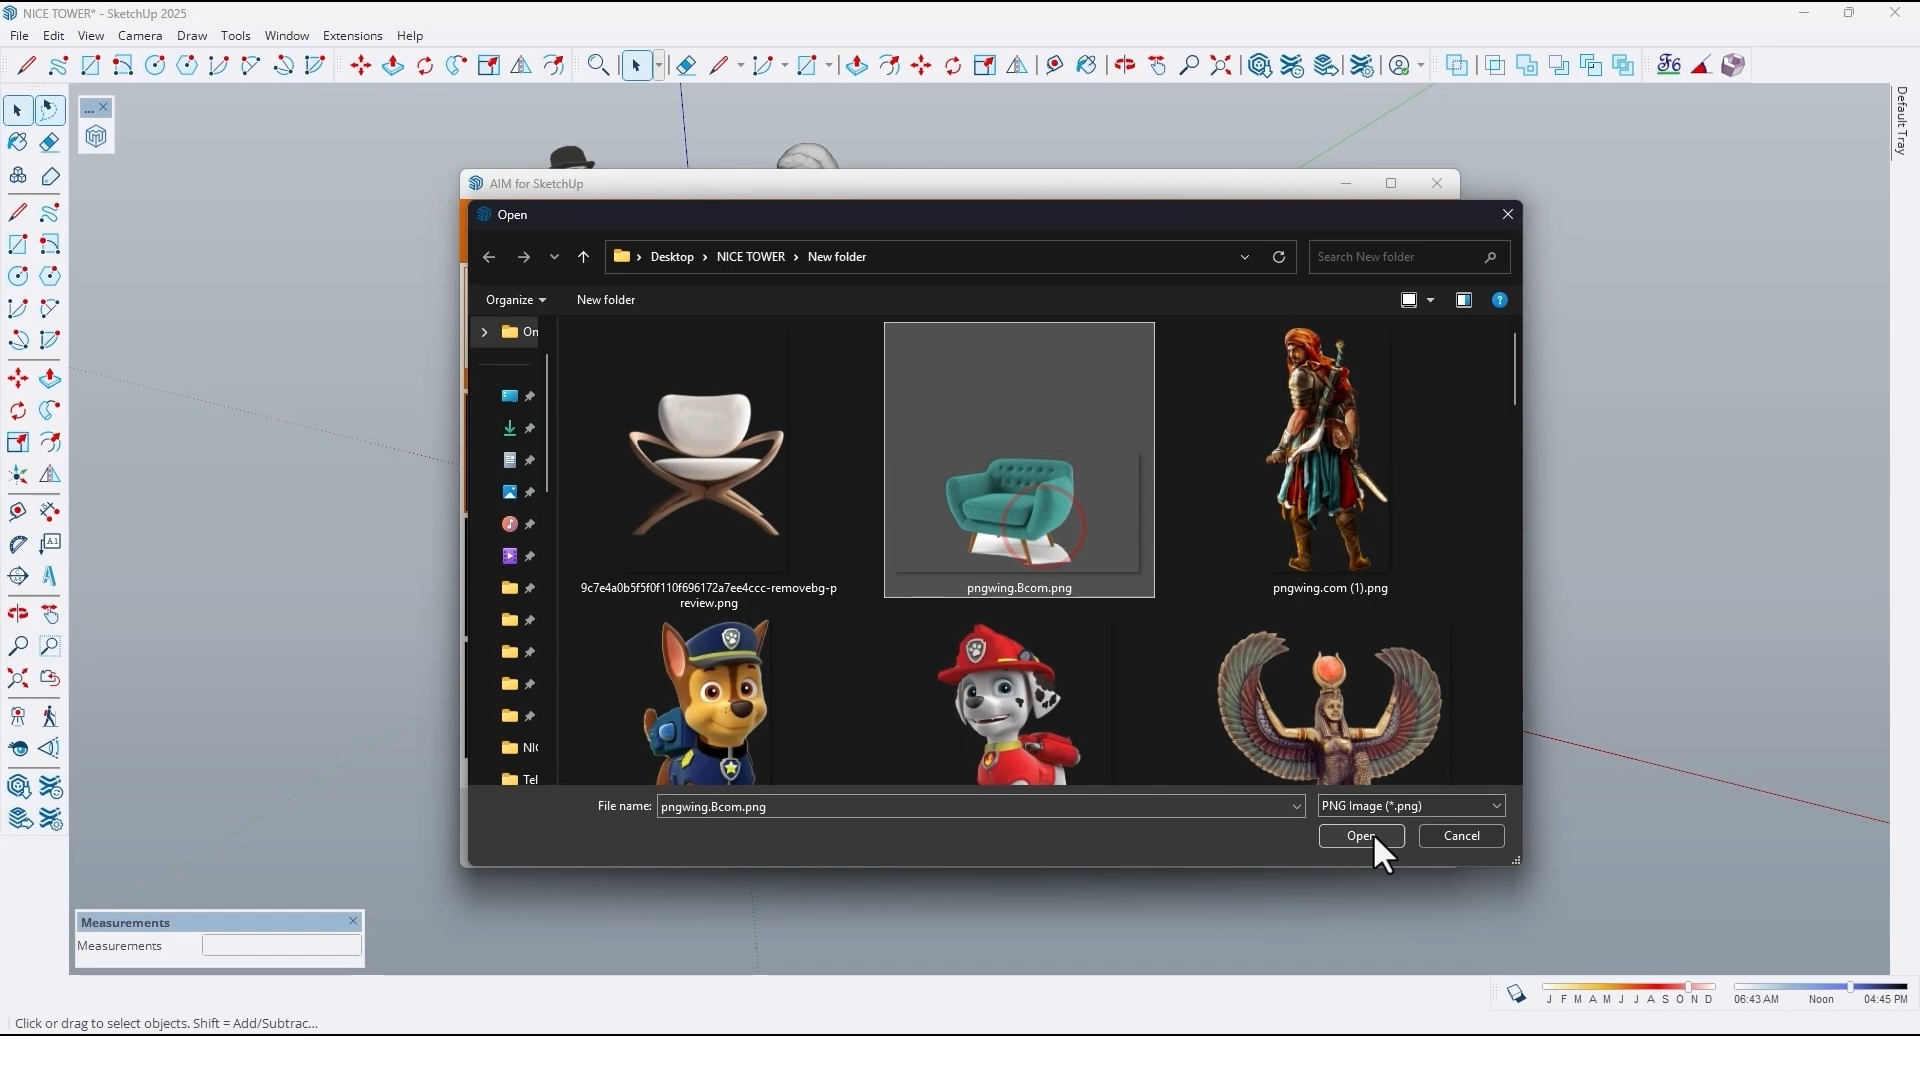 NICE TOWER* - SketchUp 2025
File Edit View Camera Draw Tools Window Extensions Help
Default Tray
AIM for SketchUp
Open
Desktop NICE TOWER New folder
Search New folder
Organize
New folder
9c7e4a0b5f5f0f110f696172a7ee4ccc-removebg-p
review.png
pngwing.Bcom.png
pngwing.com (1).png
File name: pngwing.Bcom.png
PNG Image (*.png)
Open
Cancel
Measurements
Measurements
J F M A M J J A S O N D
06:43 AM Noon 04:45 PM
Click or drag to select objects. Shift = Add/Subtrac...